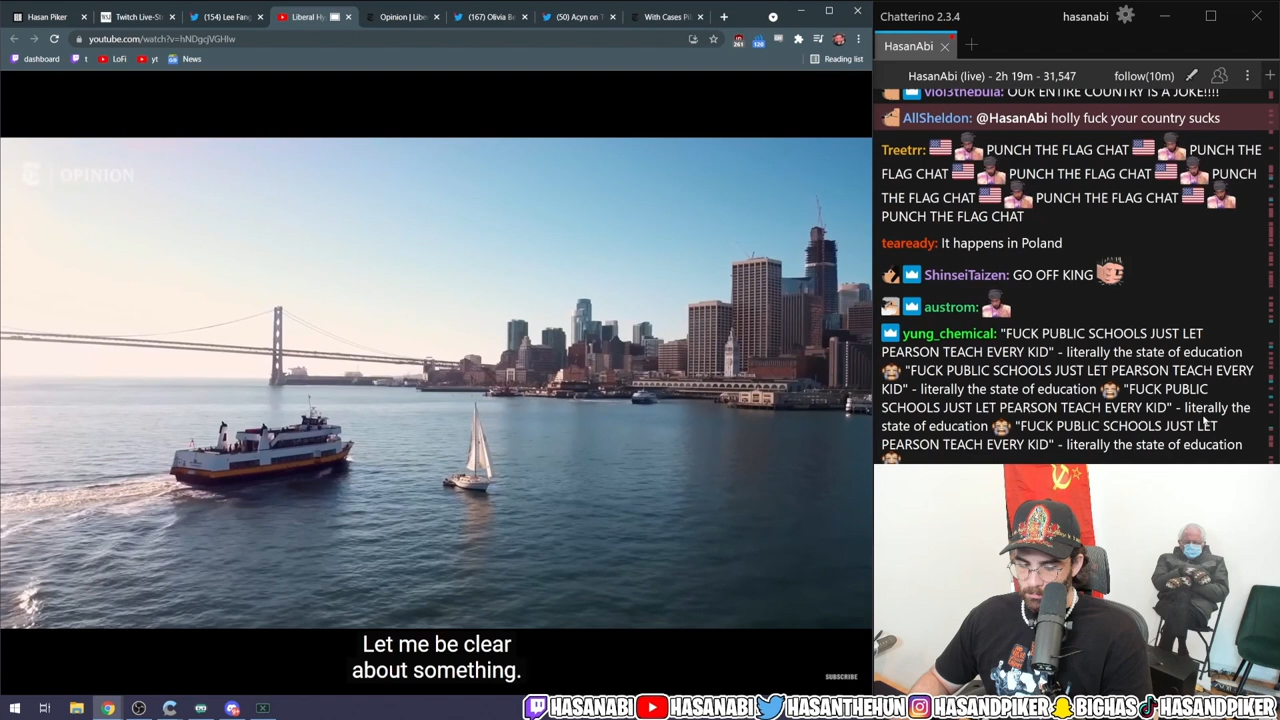 Hasan Piker
Twitch Live-St
(154) Lee Fang
Liberal Hy
Opinion | Lib
(167) Olivia Be
(50) Acyn on T
With Cases Pi
youtube.com/watch?v=hNDgcjVGHIw
261
120
dashboard
t
LoFi
yt
News
Reading list
OPINION
Let me be clear
about something.
SUBSCRIBE
Chatterino 2.3.4
hasanabi
HasanAbi
HasanAbi (live) - 2h 19m - 31,547
follow(10m)
viol3thebula: OUR ENTIRE COUNTRY IS A JOKE!!!!
AllSheldon: @HasanAbi holly fuck your country sucks
Treetrr: PUNCH THE FLAG CHAT PUNCH THE
FLAG CHAT PUNCH THE FLAG CHAT PUNCH
THE FLAG CHAT PUNCH THE FLAG CHAT
PUNCH THE FLAG CHAT
teaready: It happens in Poland
ShinseiTaizen: GO OFF KING
austrom:
yung_chemical: "FUCK PUBLIC SCHOOLS JUST LET
PEARSON TEACH EVERY KID" - literally the state of education
"FUCK PUBLIC SCHOOLS JUST LET PEARSON TEACH EVERY
KID" - literally the state of education "FUCK PUBLIC
SCHOOLS JUST LET PEARSON TEACH EVERY KID" - literally the
state of education "FUCK PUBLIC SCHOOLS JUST LET
PEARSON TEACH EVERY KID" - literally the state of education
HASANABI HASANABI HASANTHEHUN HASANDPIKER BIGHAS HASANDPIKER